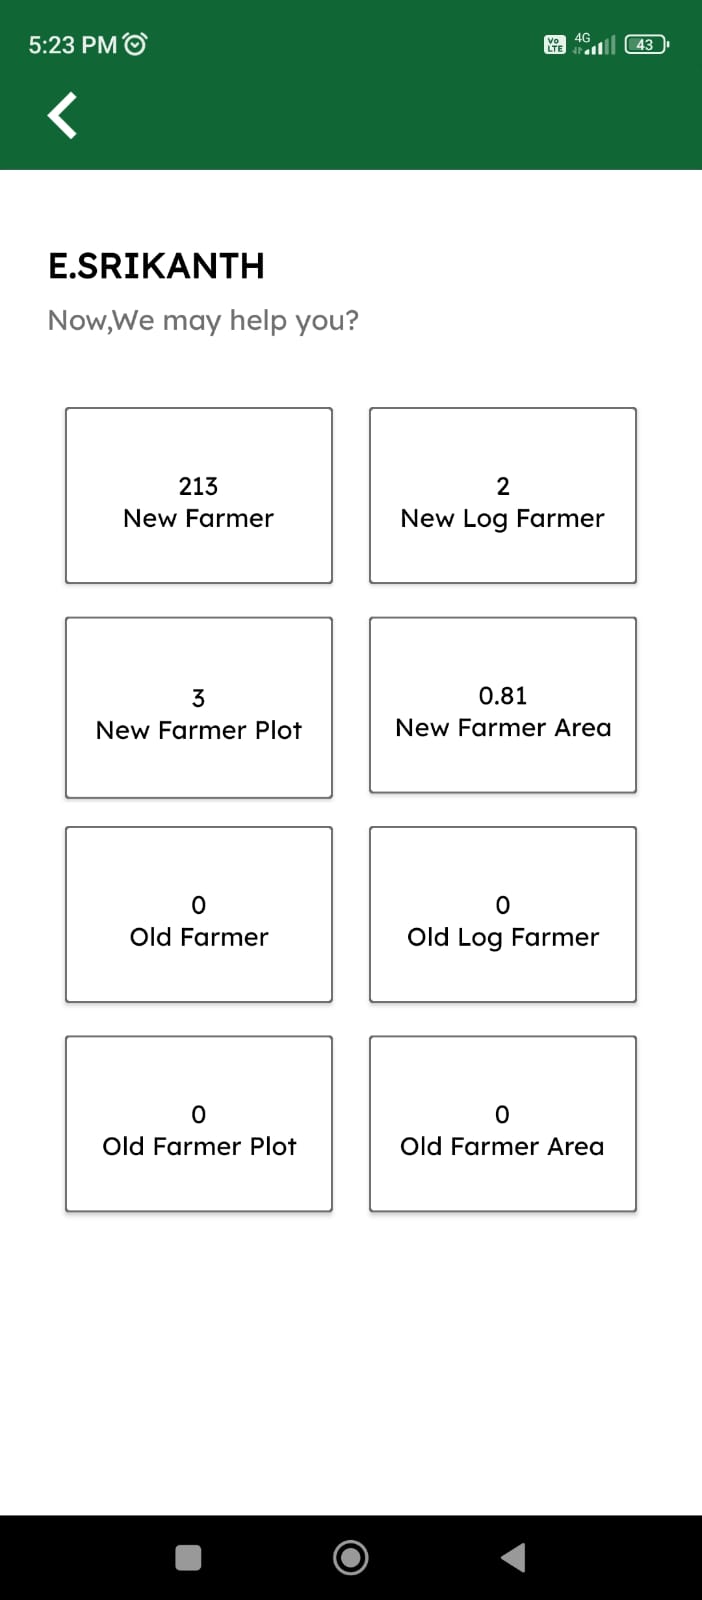 5:23 PM
Vo LTE 4G 43
E.SRIKANTH
Now,We may help you?
213
New Farmer
2
New Log Farmer
3
New Farmer Plot
0.81
New Farmer Area
0
Old Farmer
0
Old Log Farmer
0
Old Farmer Plot
0
Old Farmer Area